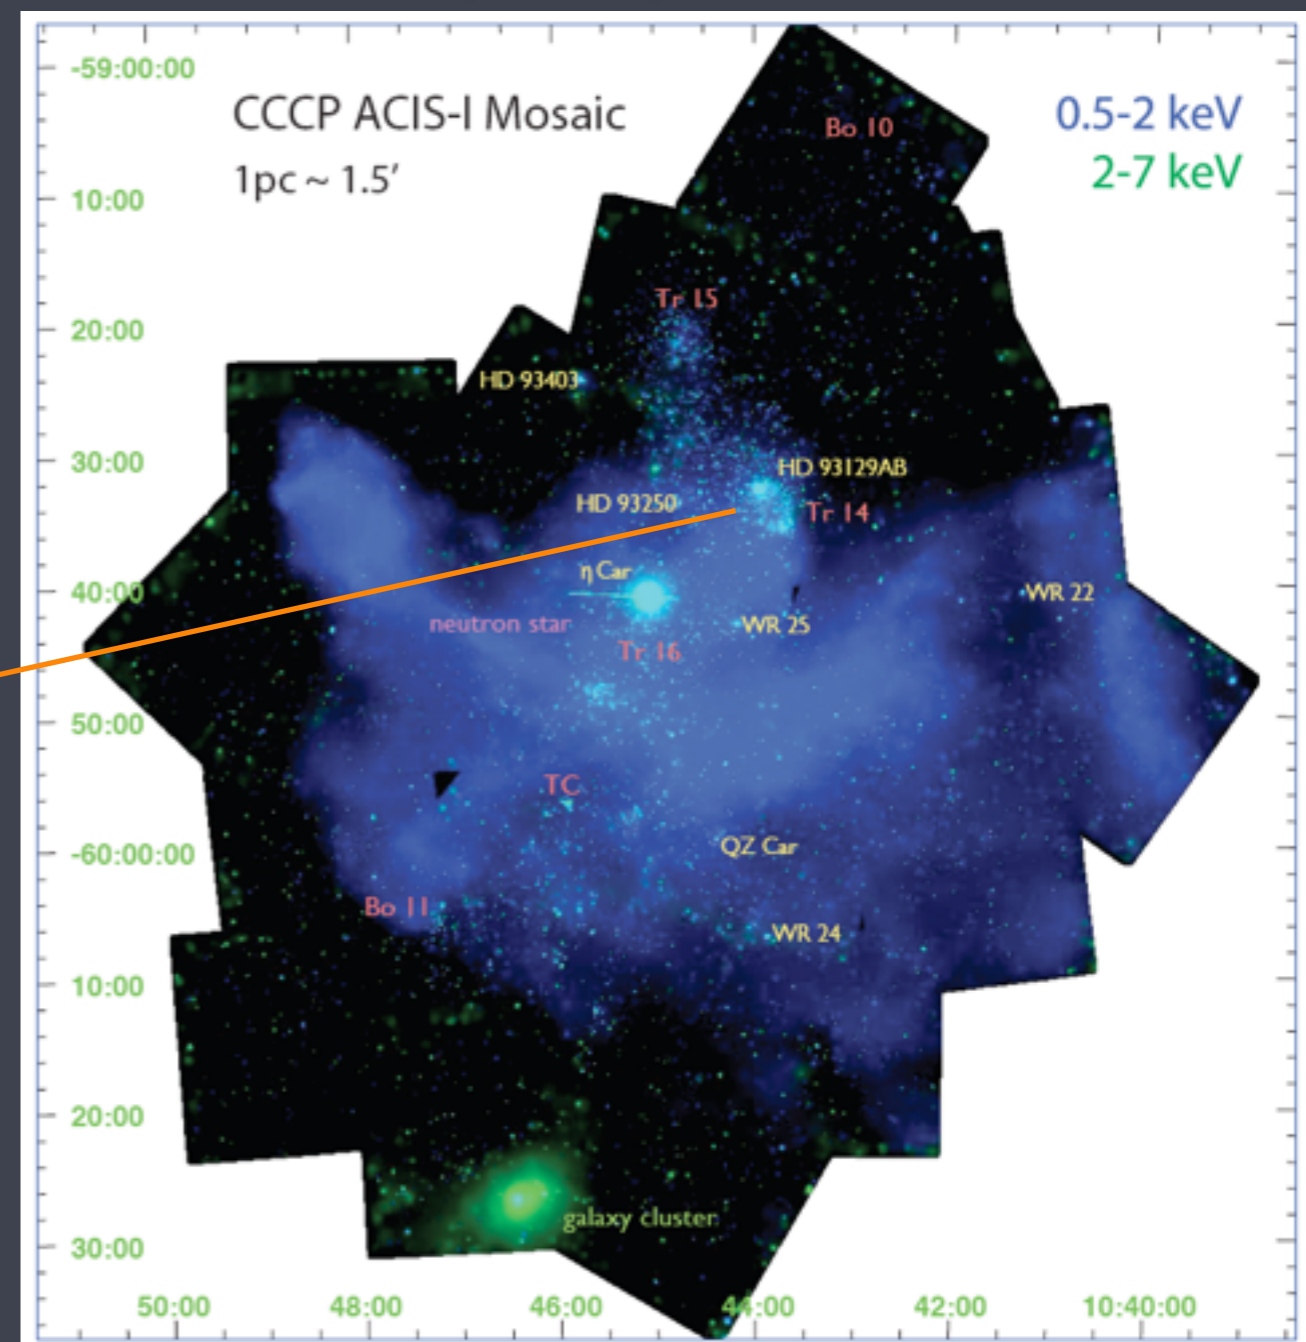 -59:00:00
CCCP ACIS-I Mosaic
0.5-2 keV
Bo 10
1pc ~ 1.5′
2-7 keV
10:00
Tr 15
20:00
HD 93403
30:00
HD 93129AB
HD 93250
Tr 14
η Car
40:00
WR 22
neutron star
WR 25
Tr 16
50:00
TC
-60:00:00
QZ Car
Bo 11
WR 24
10:00
20:00
galaxy cluster
30:00
50:00 48:00 46:00 44:00 42:00 10:40:00